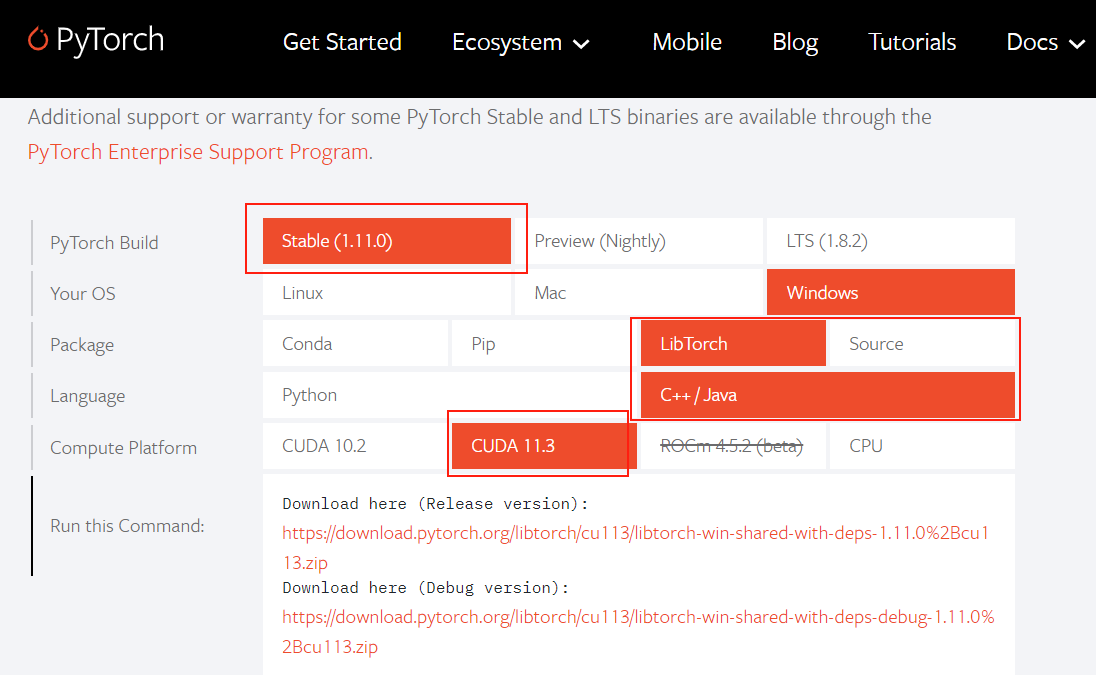 PyTorch Get Started Ecosystem Mobile Blog Tutorials Docs
Additional support or warranty for some PyTorch Stable and LTS binaries are available through the
PyTorch Enterprise Support Program.
PyTorch Build Stable (1.11.0) Preview (Nightly) LTS (1.8.2)
Your OS Linux Mac Windows
Package Conda Pip LibTorch Source
Language Python C++ / Java
Compute Platform CUDA 10.2 CUDA 11.3 ROCm 4.5.2 (beta) CPU
Run this Command:
Download here (Release version):
https://download.pytorch.org/libtorch/cu113/libtorch-win-shared-with-deps-1.11.0%2Bcu1
13.zip
Download here (Debug version):
https://download.pytorch.org/libtorch/cu113/libtorch-win-shared-with-deps-debug-1.11.0%
2Bcu113.zip